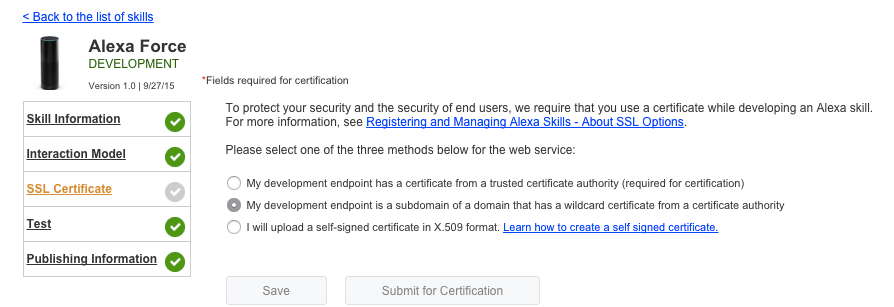 < Back to the list of skills
Alexa Force
DEVELOPMENT
Version 1.0 | 9/27/15
*Fields required for certification
Skill Information
Interaction Model
SSL Certificate
Test
Publishing Information
To protect your security and the security of end users, we require that you use a certificate while developing an Alexa skill.
For more information, see Registering and Managing Alexa Skills - About SSL Options.
Please select one of the three methods below for the web service:
My development endpoint has a certificate from a trusted certificate authority (required for certification)
My development endpoint is a subdomain of a domain that has a wildcard certificate from a certificate authority
I will upload a self-signed certificate in X.509 format. Learn how to create a self signed certificate.
Save
Submit for Certification